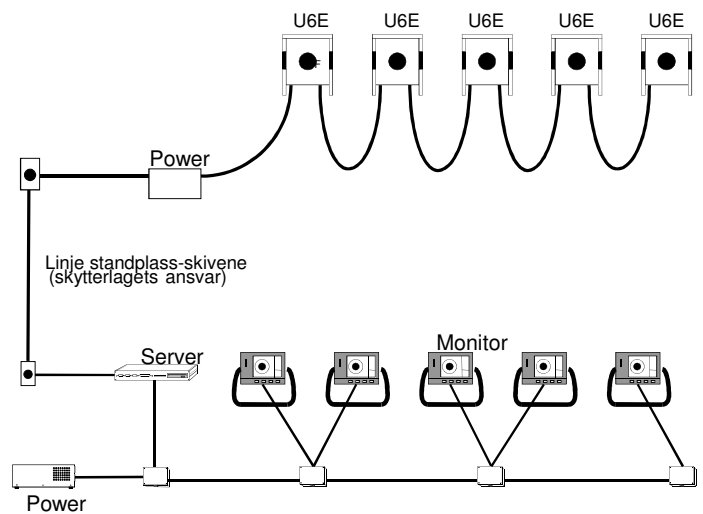 U6E U6E U6E U6E U6E
Power
Linje standplass-skivene
(skytterlagets ansvar)
Server
Monitor
Power